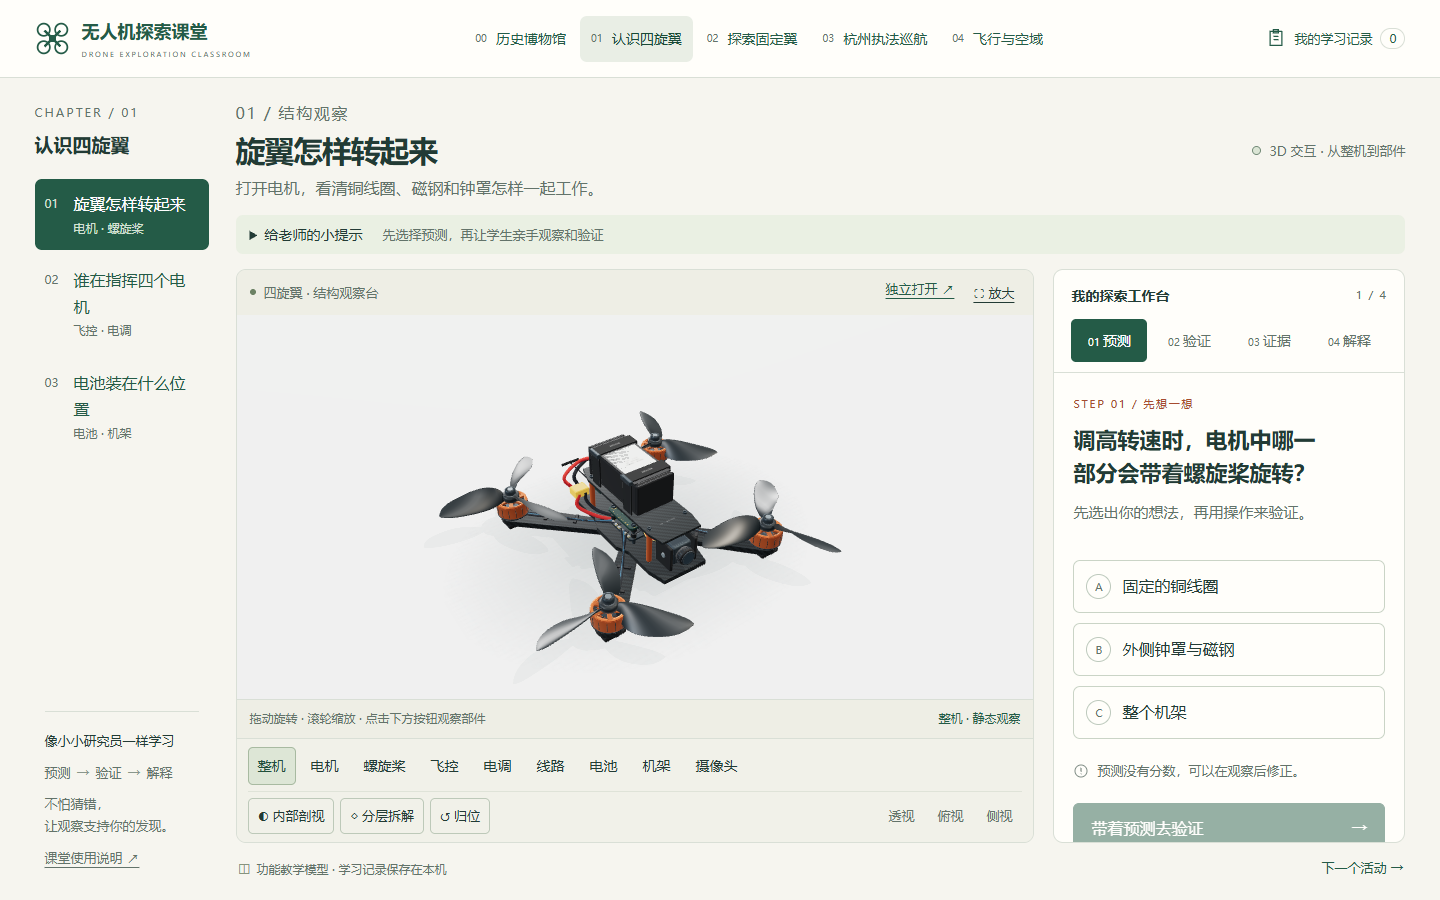 无人机探索课堂
DRONE EXPLORATION CLASSROOM
00 历史博物馆
01 认识四旋翼
02 探索固定翼
03 杭州执法巡航
04 飞行与空域
我的学习记录 0
CHAPTER / 01
认识四旋翼
01 旋翼怎样转起来
电机 · 螺旋桨
02 谁在指挥四个电
机
飞控 · 电调
03 电池装在什么位
置
电池 · 机架
像小小研究员一样学习
预测 → 验证 → 解释
不怕猜错，
让观察支持你的发现。
课堂使用说明 ↗
01 / 结构观察
旋翼怎样转起来
打开电机，看清铜线圈、磁钢和钟罩怎样一起工作。
3D 交互 · 从整机到部件
▶ 给老师的小提示 先选择预测，再让学生亲手观察和验证
四旋翼 · 结构观察台
独立打开 ↗
放大
拖动旋转 · 滚轮缩放 · 点击下方按钮观察部件
整机 · 静态观察
整机 电机 螺旋桨 飞控 电调 线路 电池 机架 摄像头
内部剖视 分层拆解 归位
透视 俯视 侧视
功能教学模型 · 学习记录保存在本机
我的探索工作台
1 / 4
01 预测 02 验证 03 证据 04 解释
STEP 01 / 先想一想
调高转速时，电机中哪一
部分会带着螺旋桨旋转？
先选出你的想法，再用操作来验证。
A 固定的铜线圈
B 外侧钟罩与磁钢
C 整个机架
预测没有分数，可以在观察后修正。
带着预测去验证 →
下一个活动 →